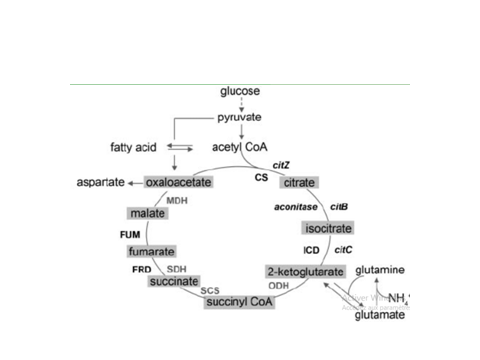 glucose
pyruvate
fatty acid
acetyl CoA
citZ
CS
aspartate
oxaloacetate
citrate
MDH
malate
aconitase
citB
isocitrate
FUM
fumarate
ICD
citC
FRD
SDH
2-ketoglutarate
glutamine
succinate
ODH
SCS
succinyl CoA
NH4
glutamate